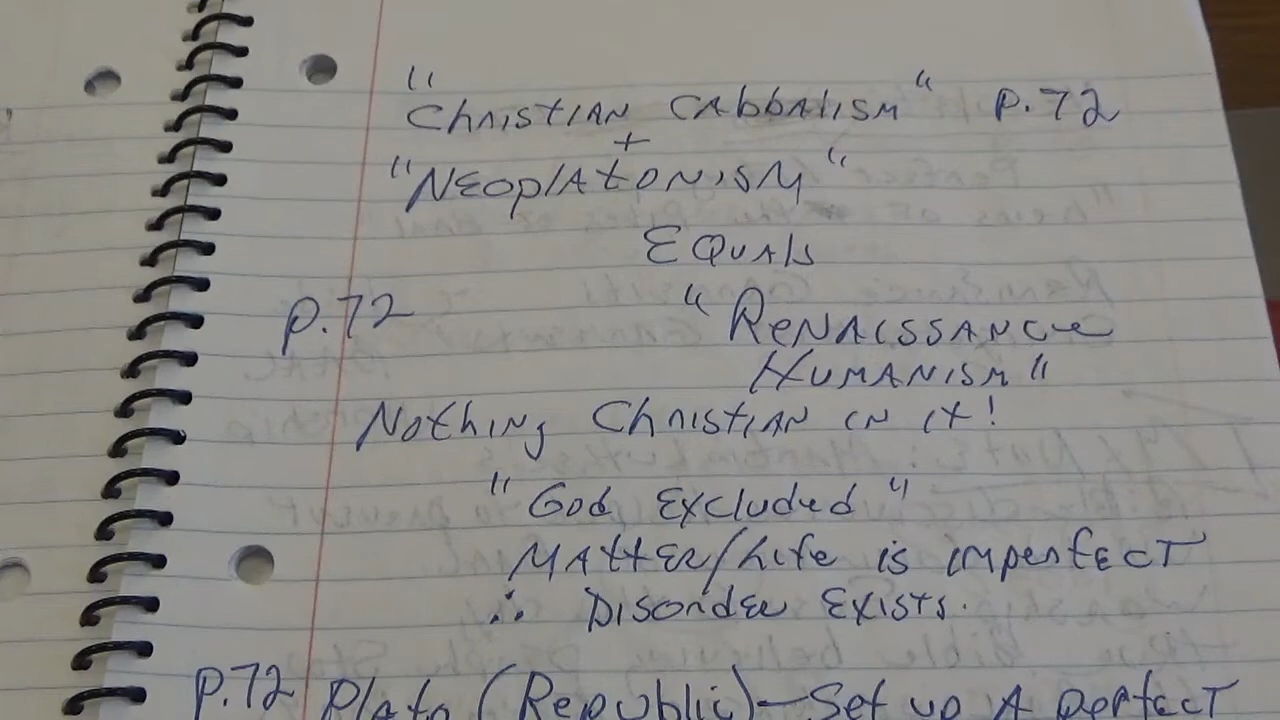 "Christian Cabbalism" P.72
+
"Neoplatonism"
Equals
P.72 "Renaissance
Humanism"
Nothing Christian in it!
"God Excluded"
Matter/Life is imperfect
∴ Disorder Exists.
P.72 Plato (Republic)—Set up A perfect